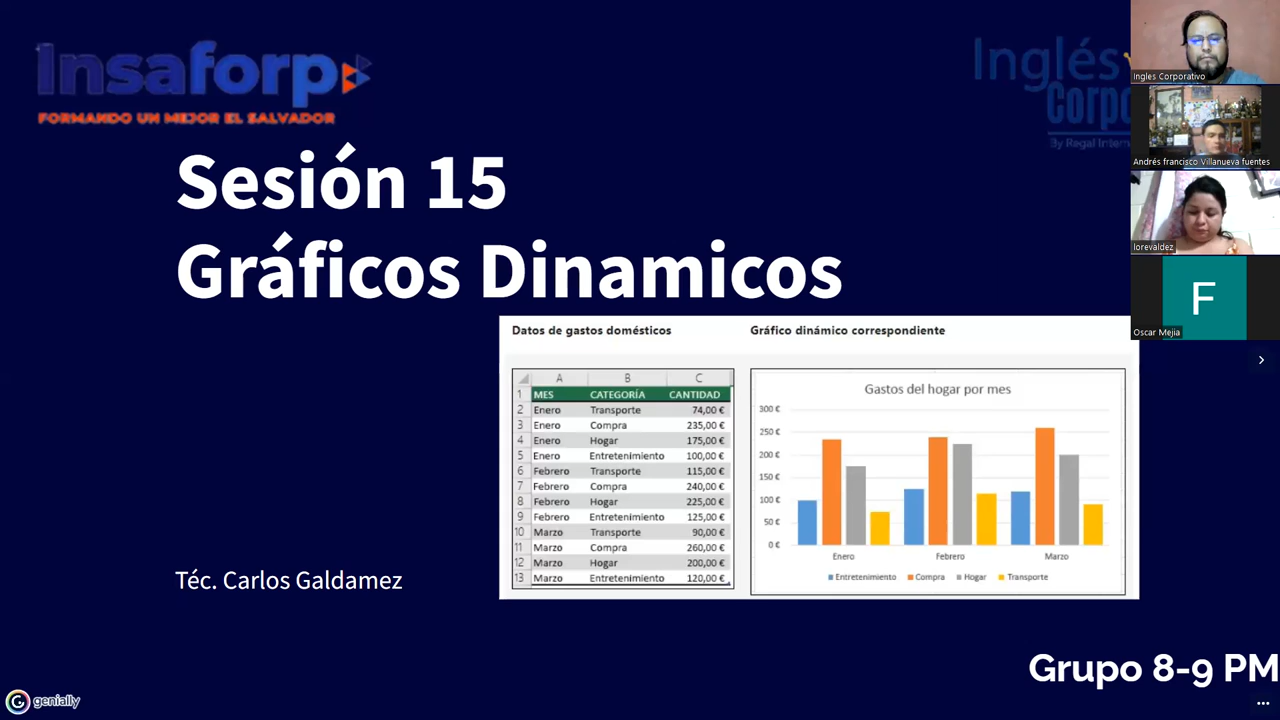 Insaforp
FORMANDO UN MEJOR EL SALVADOR
Inglés
Corpo
By Regal Intern
Sesión 15
Gráficos Dinamicos
Datos de gastos domésticos
A B C
1 MES CATEGORÍA CANTIDAD
2 Enero Transporte 74,00 €
3 Enero Compra 235,00 €
4 Enero Hogar 175,00 €
5 Enero Entretenimiento 100,00 €
6 Febrero Transporte 115,00 €
7 Febrero Compra 240,00 €
8 Febrero Hogar 225,00 €
9 Febrero Entretenimiento 125,00 €
10 Marzo Transporte 90,00 €
11 Marzo Compra 260,00 €
12 Marzo Hogar 200,00 €
13 Marzo Entretenimiento 120,00 €
Gráfico dinámico correspondiente
Gastos del hogar por mes
300 €
250 €
200 €
150 €
100 €
50 €
0 €
Enero Febrero Marzo
Entretenimiento Compra Hogar Transporte
Téc. Carlos Galdamez
Grupo 8-9 PM
genially
Ingles Corporativo
Andrés francisco Villanueva fuentes
lorevaldez
F
Oscar Mejia